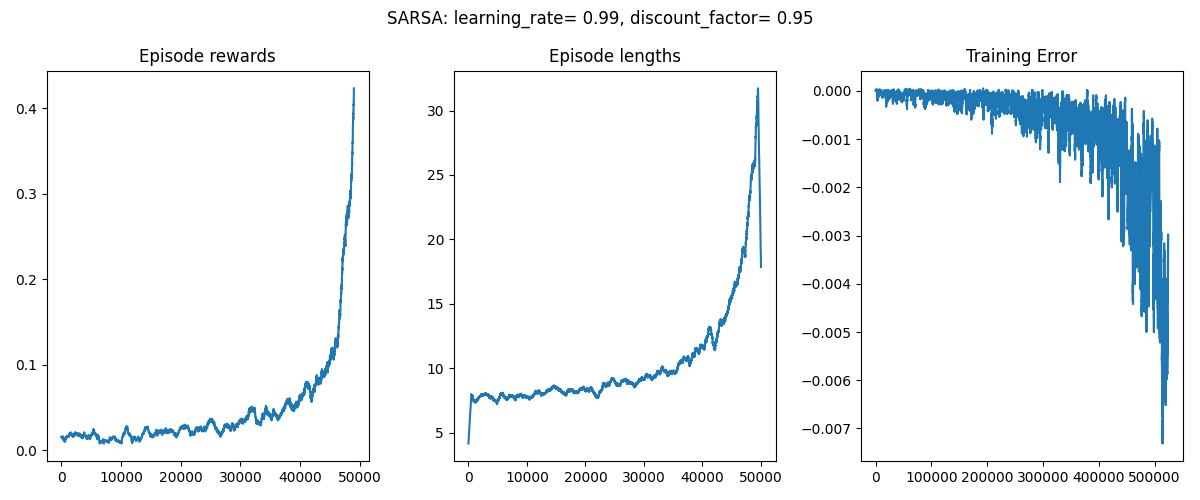 SARSA: learning_rate= 0.99, discount_factor= 0.95
Episode rewards
0.4
0.3
0.2
0.1
0.0
0 10000 20000 30000 40000 50000
Episode lengths
30
25
20
15
10
5
0 10000 20000 30000 40000 50000
Training Error
0.000
−0.001
−0.002
−0.003
−0.004
−0.005
−0.006
−0.007
0 100000 200000 300000 400000 500000